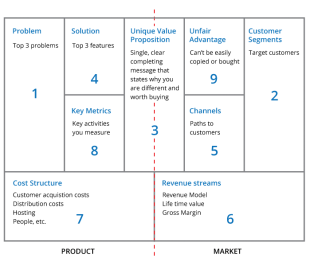 Problem
Top 3 problems
1
Solution
Top 3 features
4
Key Metrics
Key activities
you measure
8
Unique Value
Proposition
Single, clear
completing
message that
states why you
are different and
worth buying
3
Unfair
Advantage
Can't be easily
copied or bought
9
Channels
Paths to
customers
5
Customer
Segments
Target customers
2
Cost Structure
Customer acquistion costs
Distribution costs
Hosting
People, etc.
7
Revenue streams
Revenue Model
Life time value
Gross Margin
6
PRODUCT
MARKET